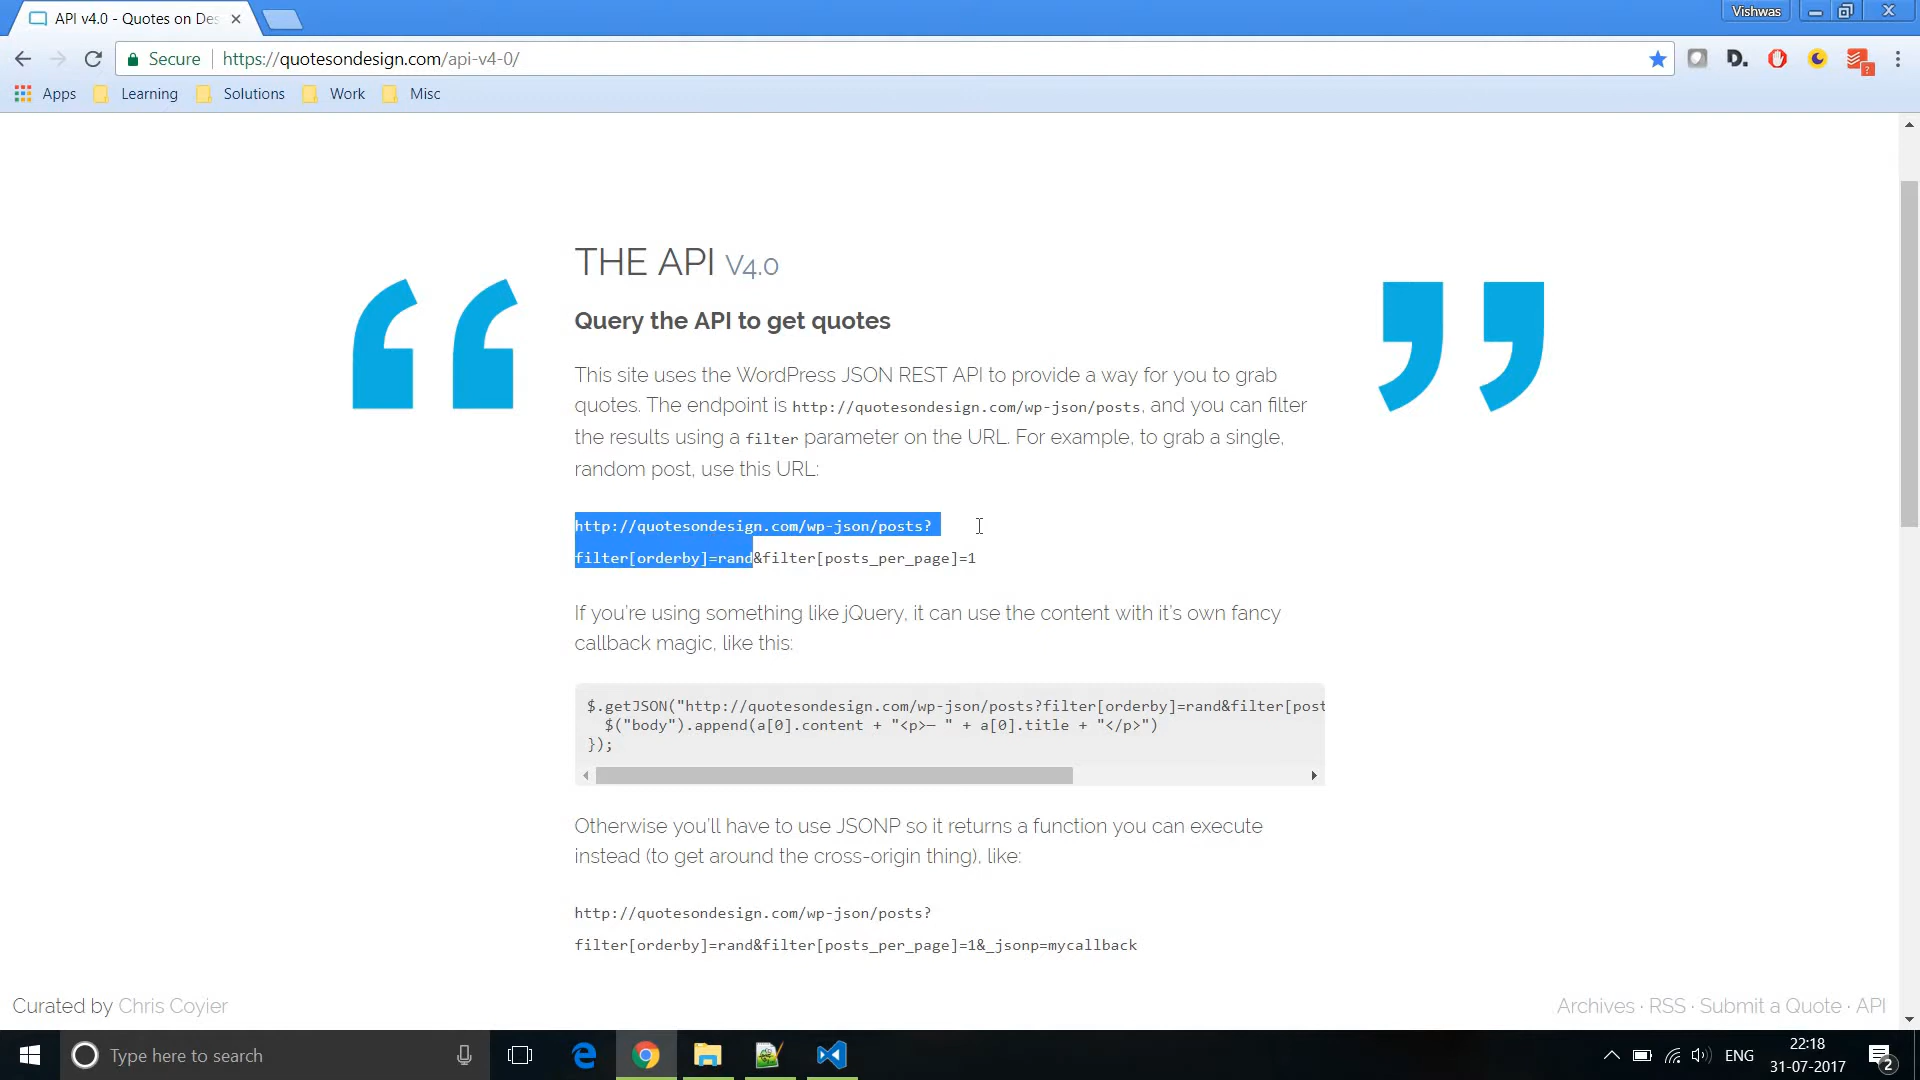 API v4.0 - Quotes on Des
Vishwas
Secure
https://quotesondesign.com/api-v4-0/
D.
?
Apps
Learning
Solutions
Work
Misc
THE API V4.0
Query the API to get quotes
This site uses the WordPress JSON REST API to provide a way for you to grab
quotes. The endpoint is http://quotesondesign.com/wp-json/posts, and you can filter
the results using a filter parameter on the URL. For example, to grab a single,
random post, use this URL:
http://quotesondesign.com/wp-json/posts?
filter[orderby]=rand&filter[posts_per_page]=1
If you're using something like jQuery, it can use the content with it's own fancy
callback magic, like this:
$.getJSON("http://quotesondesign.com/wp-json/posts?filter[orderby]=rand&filter[post
$("body").append(a[0].content + "<p>— " + a[0].title + "</p>")
});
Otherwise you'll have to use JSONP so it returns a function you can execute
instead (to get around the cross-origin thing), like:
http://quotesondesign.com/wp-json/posts?
filter[orderby]=rand&filter[posts_per_page]=1&_jsonp=mycallback
Curated by Chris Coyier
Archives · RSS · Submit a Quote · API
Type here to search
ENG
22:18
31-07-2017
2